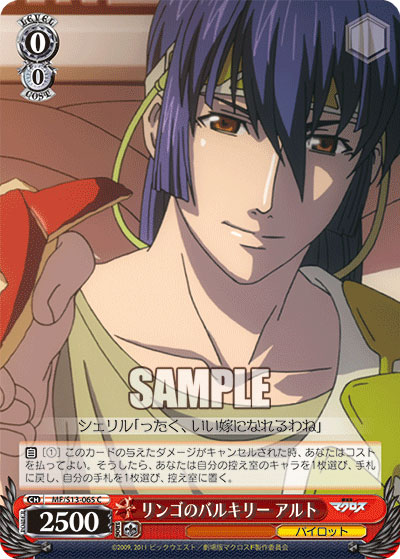 LEVEL
0
0
COST
SAMPLE
シェリル「ったく、いい嫁になれるわね」
自 [①] このカードの与えたダメージがキャンセルされた時、あなたはコスト
を払ってよい。そうしたら、あなたは自分の控え室のキャラを1枚選び、手札
に戻し、自分の手札を1枚選び、控え室に置く。
CH MF/S13-065 C
POWER
2500
リンゴのバルキリー アルト
マクロス
パイロット
©2009, 2011 ビックウエスト/劇場版マクロスF製作委員会